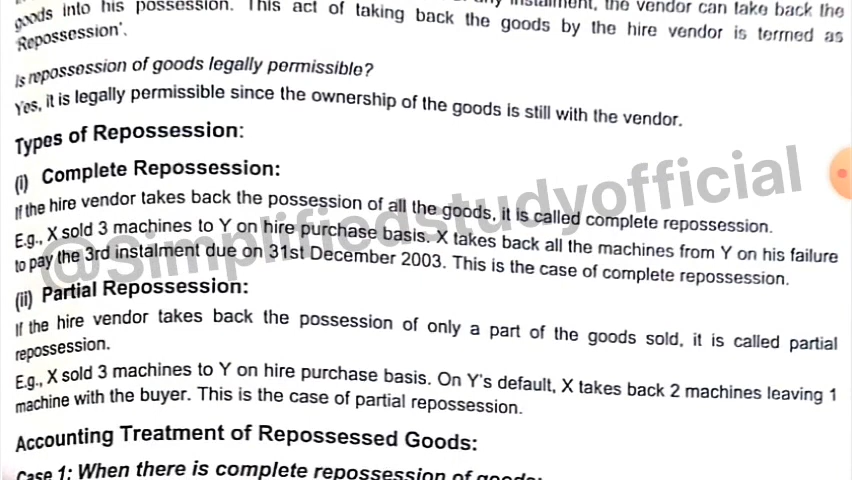 goods into his possession. This act of taking back the goods by the hire vendor is termed as
instalment, the vendor can take back the
'Repossession'.
Is repossession of goods legally permissible?
Yes, it is legally permissible since the ownership of the goods is still with the vendor.
Types of Repossession:
(i) Complete Repossession:
If the hire vendor takes back the possession of all the goods, it is called complete repossession.
E.g., X sold 3 machines to Y on hire purchase basis. X takes back all the machines from Y on his failure
to pay the 3rd instalment due on 31st December 2003. This is the case of complete repossession.
@Simplifiedstudyofficial
(ii) Partial Repossession:
If the hire vendor takes back the possession of only a part of the goods sold, it is called partial
repossession.
E.g., X sold 3 machines to Y on hire purchase basis. On Y's default, X takes back 2 machines leaving 1
machine with the buyer. This is the case of partial repossession.
Accounting Treatment of Repossessed Goods:
Case 1: When there is complete repossession of goods: